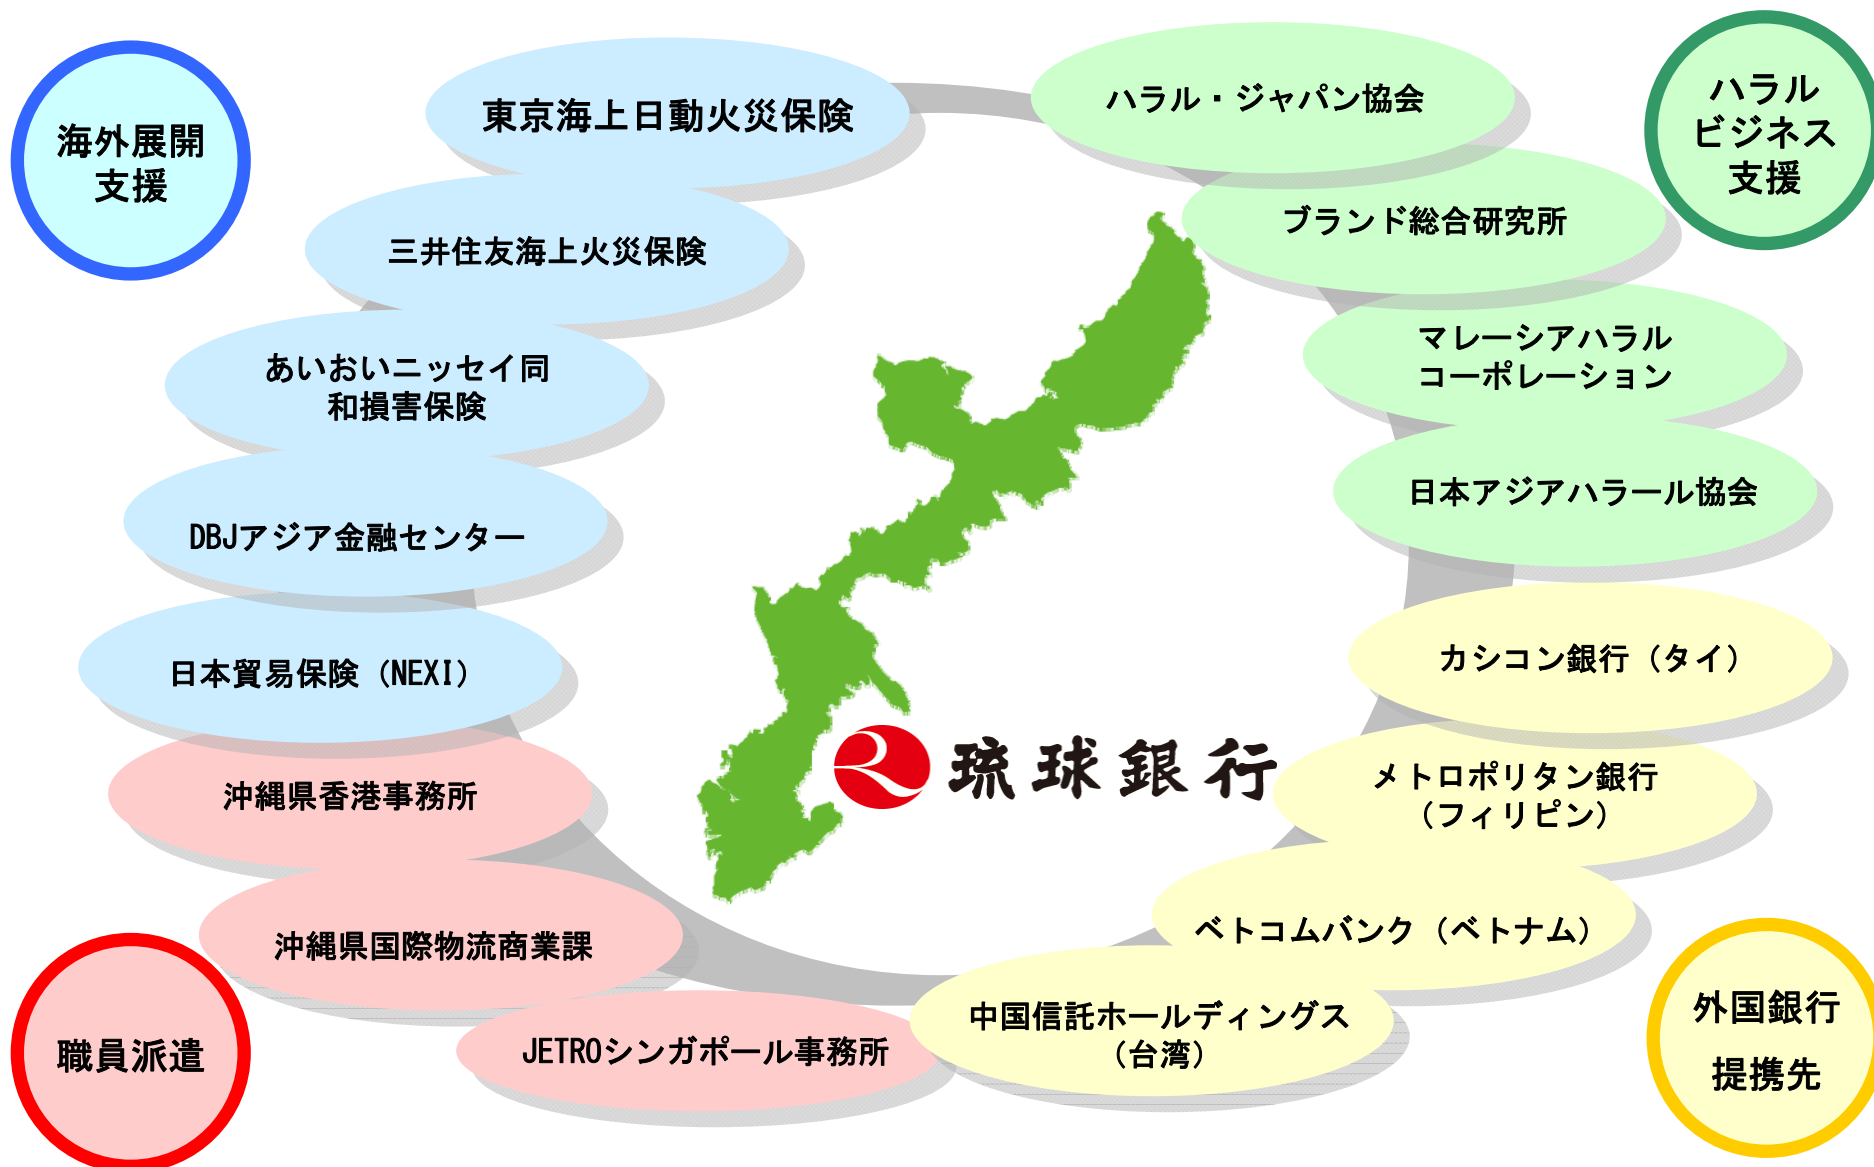 海外展開
支援
東京海上日動火災保険
三井住友海上火災保険
あいおいニッセイ同
和損害保険
DBJアジア金融センター
日本貿易保険（NEXI）
ハラル
ビジネス
支援
ハラル・ジャパン協会
ブランド総合研究所
マレーシアハラル
コーポレーション
日本アジアハラール協会
琉球銀行
職員派遣
沖縄県香港事務所
沖縄県国際物流商業課
JETROシンガポール事務所
外国銀行
提携先
カシコン銀行（タイ）
メトロポリタン銀行
（フィリピン）
ベトコムバンク（ベトナム）
中国信託ホールディングス
（台湾）